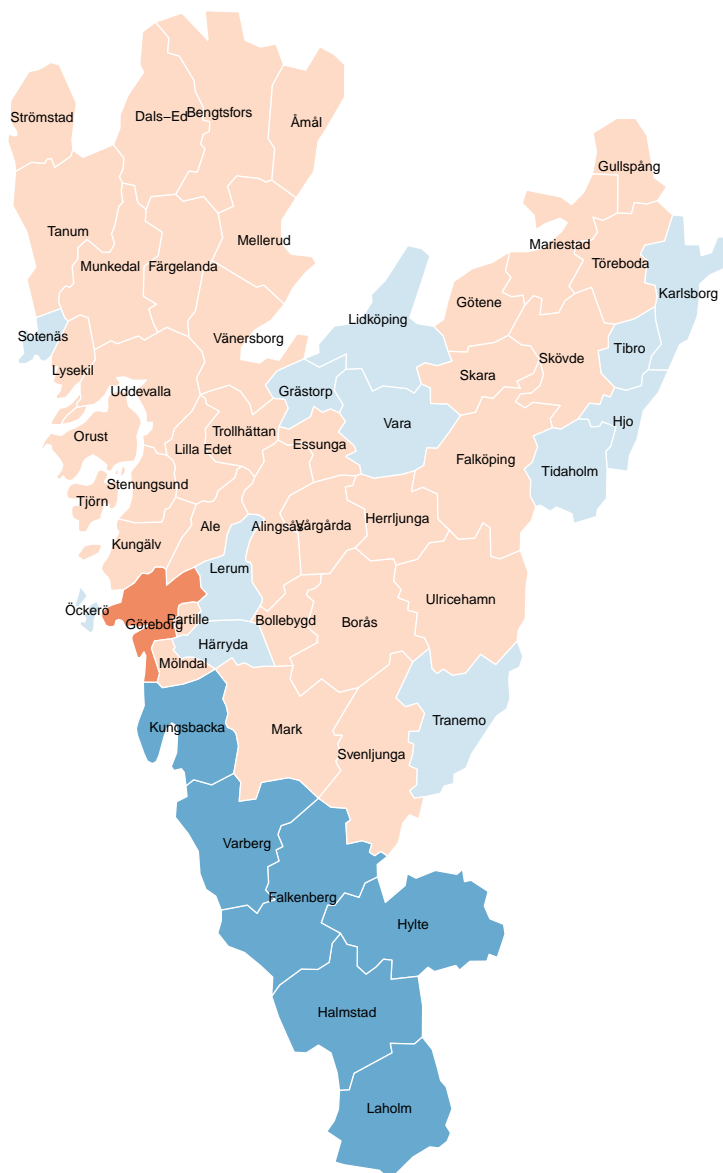 Strömstad
Dals–Ed
Bengtsfors
Åmål
Gullspång
Tanum
Mellerud
Mariestad
Munkedal
Färgelanda
Töreboda
Karlsborg
Götene
Lidköping
Sotenäs
Vänersborg
Tibro
Skövde
Lysekil
Skara
Uddevalla
Grästorp
Vara
Hjo
Orust
Trollhättan
Essunga
Lilla Edet
Falköping
Tidaholm
Stenungsund
Tjörn
Ale
Alingsås
Vårgårda
Herrljunga
Kungälv
Lerum
Ulricehamn
Öckerö
Göteborg
Partille
Bollebygd
Borås
Härryda
Mölndal
Tranemo
Kungsbacka
Mark
Svenljunga
Varberg
Falkenberg
Hylte
Halmstad
Laholm